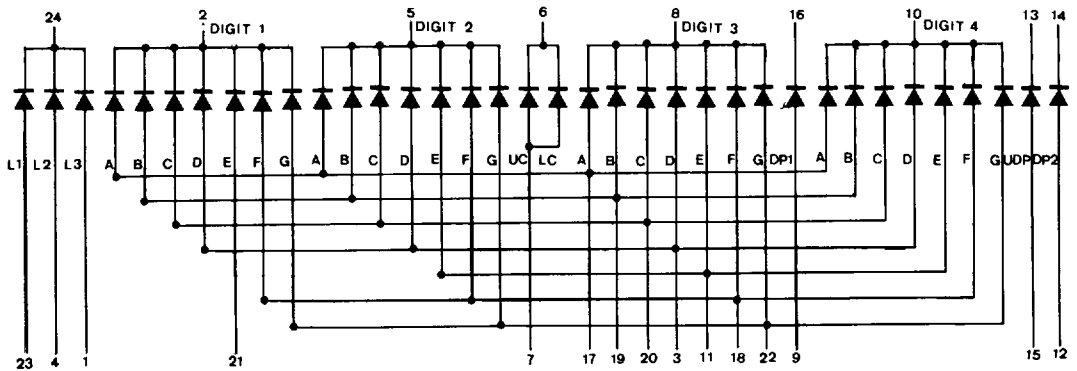 24 2 5 6 8 16 10 13 14
DIGIT 1 DIGIT 2 DIGIT 3 DIGIT 4
L1 L2 L3 A B C D E F G A B C D E F G UC LC A B C D E F G DP1 A B C D E F G UDP DP2
23 4 1 21 7 17 19 20 3 11 18 22 9 15 12